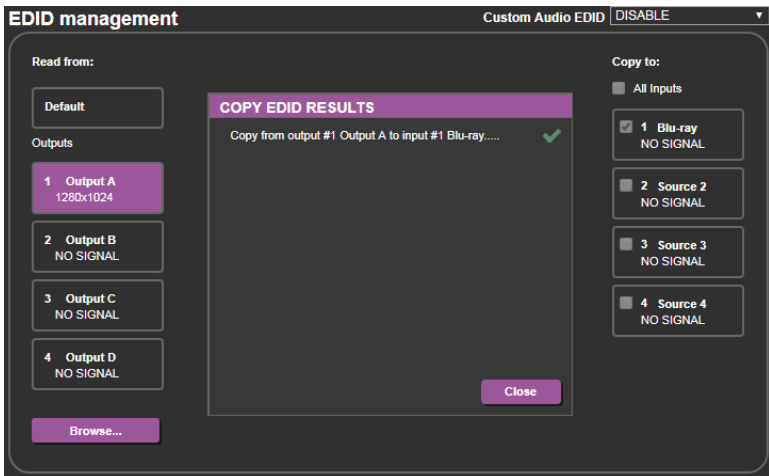 EDID management
Custom Audio EDID DISABLE
Read from:
Default
Outputs
1 Output A
1280x1024
2 Output B
NO SIGNAL
3 Output C
NO SIGNAL
4 Output D
NO SIGNAL
Browse...
COPY EDID RESULTS
Copy from output #1 Output A to input #1 Blu-ray.....
Close
Copy to:
All Inputs
1 Blu-ray
NO SIGNAL
2 Source 2
NO SIGNAL
3 Source 3
NO SIGNAL
4 Source 4
NO SIGNAL